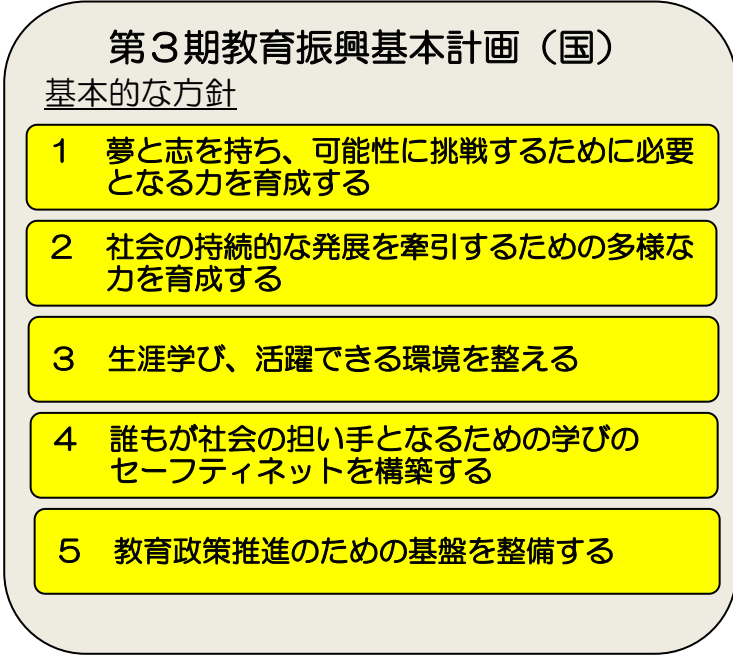 第３期教育振興基本計画（国）
基本的な方針
１　夢と志を持ち、可能性に挑戦するために必要
となる力を育成する
２　社会の持続的な発展を牽引するための多様な
力を育成する
３　生涯学び、活躍できる環境を整える
４　誰もが社会の担い手となるための学びの
セーフティネットを構築する
５　教育政策推進のための基盤を整備する